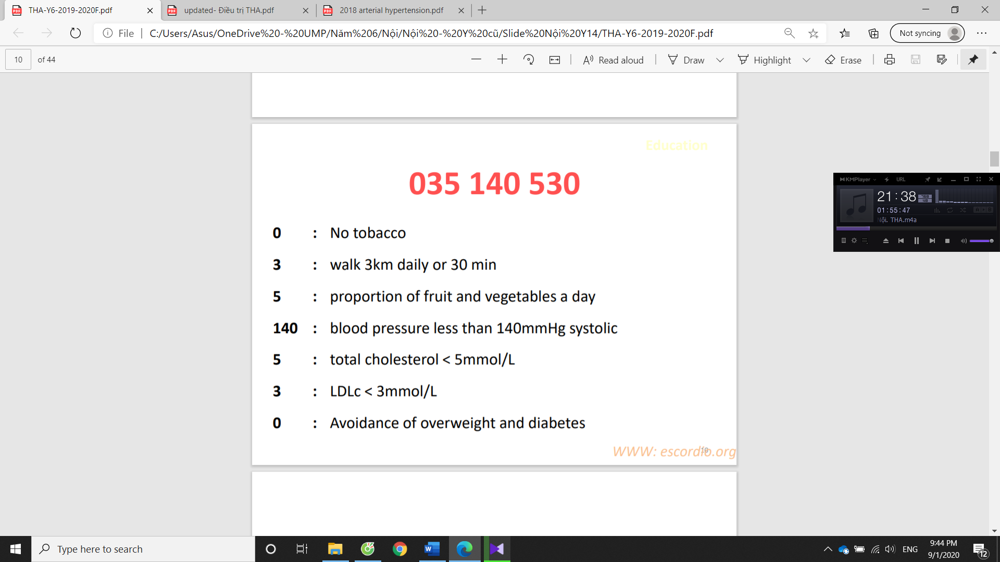 THA-Y6-2019-2020F.pdf
updated- Điều trị THA.pdf
2018 arterial hypertension.pdf
File
C:/Users/Asus/OneDrive%20-%20UMP/Năm%206/Nội/Nội%20-%20Y%20cũ/Slide%20Nội%20Y14/THA-Y6-2019-2020F.pdf
Not syncing
10 of 44
Read aloud
Draw
Highlight
Erase
Education
035 140 530
0 : No tobacco
3 : walk 3km daily or 30 min
5 : proportion of fruit and vegetables a day
140 : blood pressure less than 140mmHg systolic
5 : total cholesterol < 5mmol/L
3 : LDLc < 3mmol/L
0 : Avoidance of overweight and diabetes
10
WWW: escordio.org
KMPlayer
URL
21:38
01:55:47
Nội. THA.m4a
Type here to search
ENG
9:44 PM
9/1/2020
12